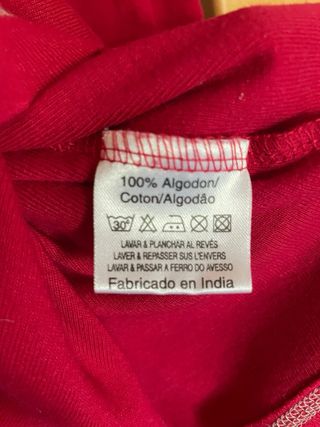 100% Algodon/
Coton/Algodão
30°
LAVAR & PLANCHAR AL REVÉS
LAVER & REPASSER SUS L'ENVERS
LAVAR & PASSAR A FERRO DO AVESSO
Fabricado en India